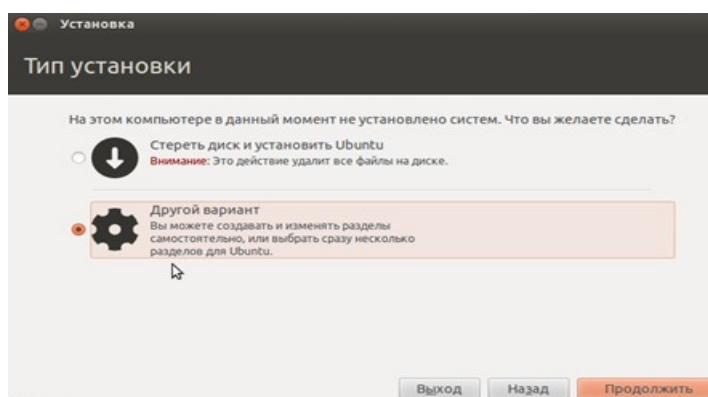 Установка
Тип установки
На этом компьютере в данный момент не установлено систем. Что вы желаете сделать?
Стереть диск и установить Ubuntu
Внимание: Это действие удалит все файлы на диске.
Другой вариант
Вы можете создавать и изменять разделы
самостоятельно, или выбрать сразу несколько
разделов для Ubuntu.
Выход Назад Продолжить